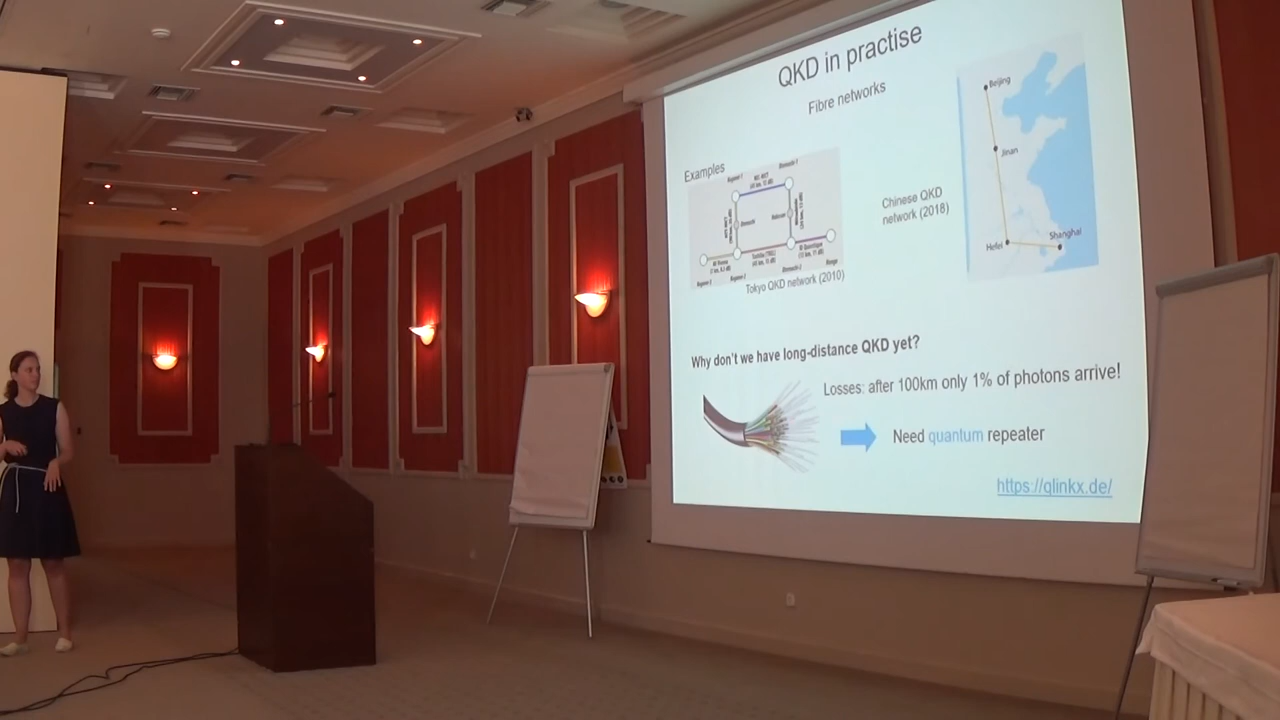 QKD in practise
Fibre networks
Examples
Tokyo QKD network (2010)
Chinese QKD
network (2018)
Beijing
Jinan
Hefei
Shanghai
Why don't we have long-distance QKD yet?
Losses: after 100km only 1% of photons arrive!
Need quantum repeater
https://qlinkx.de/